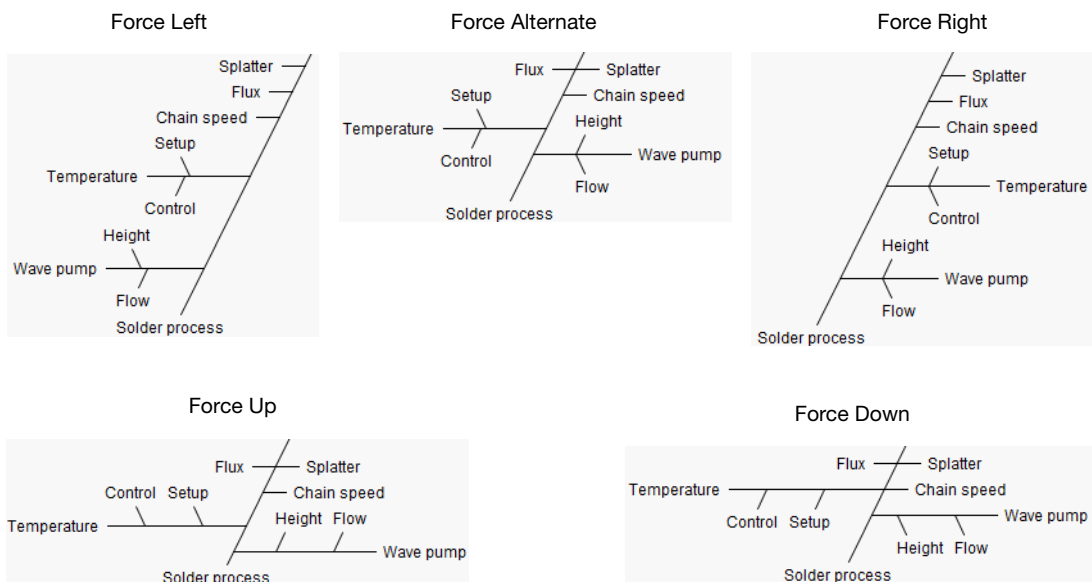 Force Left
Splatter
Flux
Chain speed
Setup
Temperature
Control
Height
Wave pump
Flow
Solder process
Force Alternate
Flux Splatter
Setup Chain speed
Temperature Height
Control Wave pump
Flow
Solder process
Force Right
Splatter
Flux
Chain speed
Setup
Temperature
Control
Height
Wave pump
Flow
Solder process
Force Up
Flux Splatter
Control Setup Chain speed
Temperature Height Flow
Wave pump
Solder process
Force Down
Flux Splatter
Temperature Chain speed
Control Setup Wave pump
Height Flow
Solder process